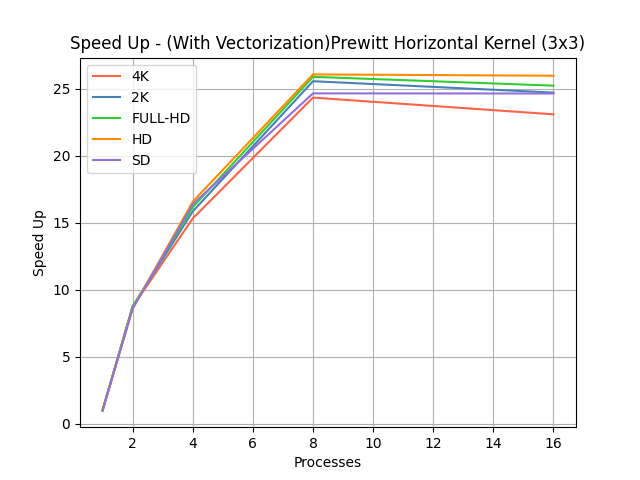 Speed Up - (With Vectorization)Prewitt Horizontal Kernel (3x3)
4K
2K
FULL-HD
HD
SD
25
20
15
10
5
0
Speed Up
2 4 6 8 10 12 14 16
Processes